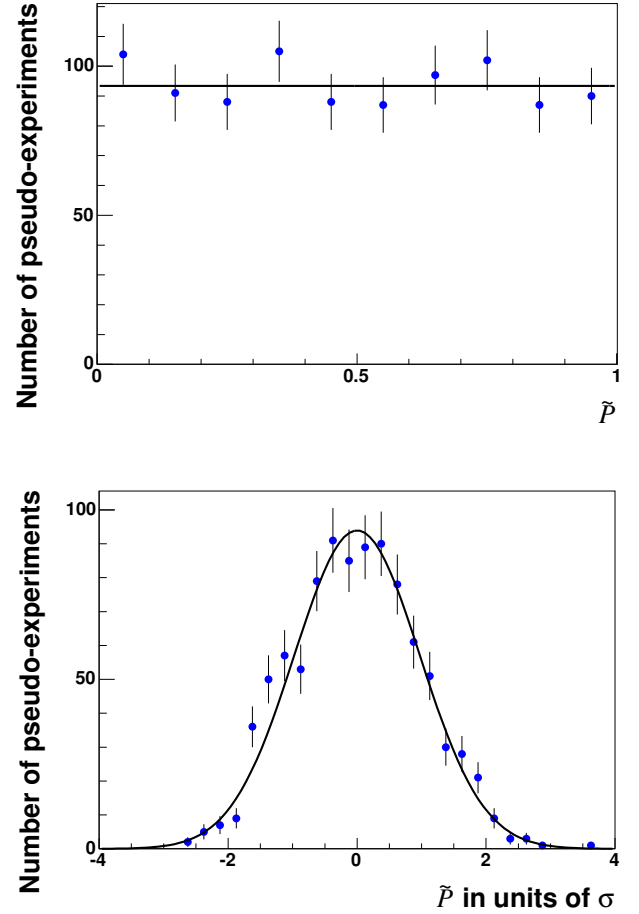 Number of pseudo-experiments
100
50
0
0 0.5 1
P̃
Number of pseudo-experiments
100
50
0
-4 -2 0 2 4
P̃ in units of σ